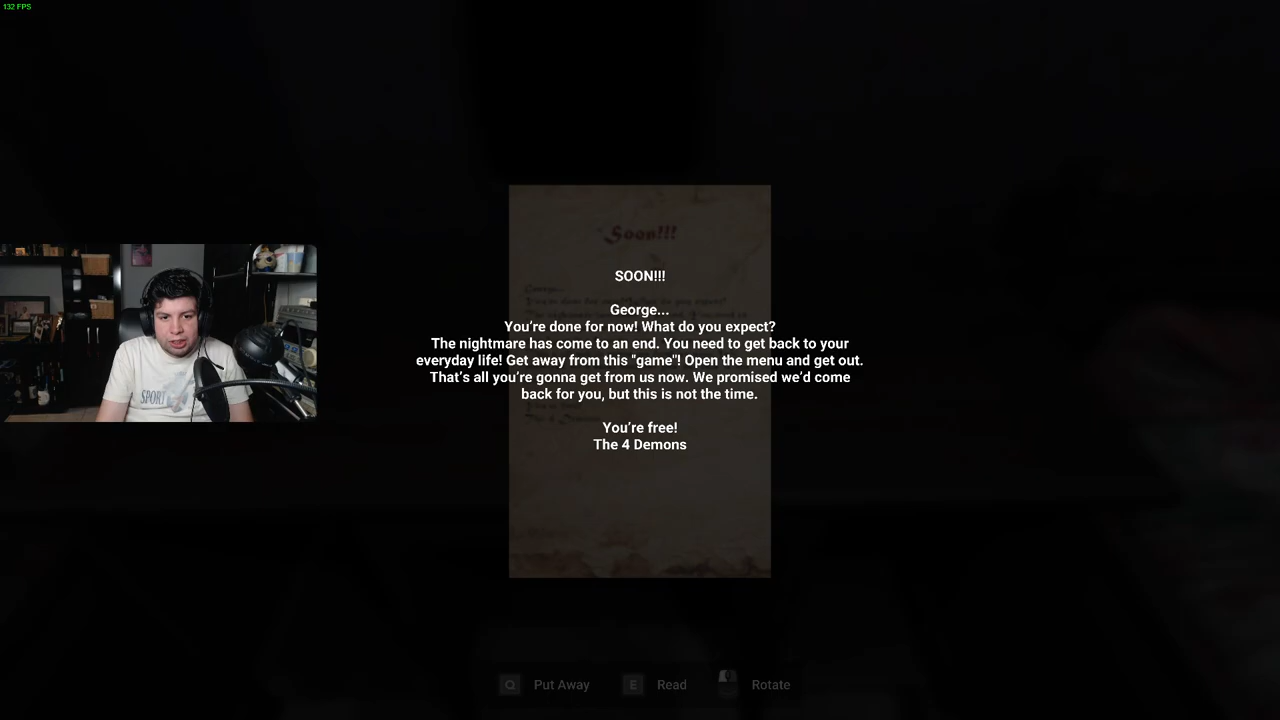 132 FPS
Soon!!!
SOON!!!
George...
You're done for now! What do you expect?
The nightmare has come to an end. You need to get back to your
everyday life! Get away from this "game"! Open the menu and get out.
That's all you're gonna get from us now. We promised we'd come
back for you, but this is not the time.
You're free!
The 4 Demons
SPORT
Q Put Away E Read Rotate